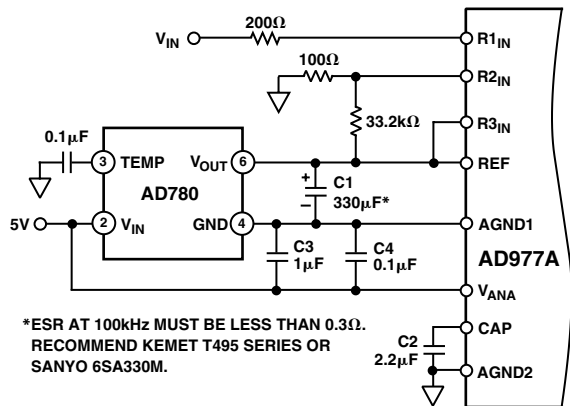 200Ω
V_IN
R1_IN
100Ω
R2_IN
33.2kΩ
R3_IN
0.1μF
3 TEMP
V_OUT 6
REF
AD780
+
C1
330μF*
–
5V
2 V_IN
GND 4
AGND1
C3
1μF
C4
0.1μF
AD977A
V_ANA
*ESR AT 100kHz MUST BE LESS THAN 0.3Ω.
RECOMMEND KEMET T495 SERIES OR
SANYO 6SA330M.
CAP
C2
2.2μF
AGND2